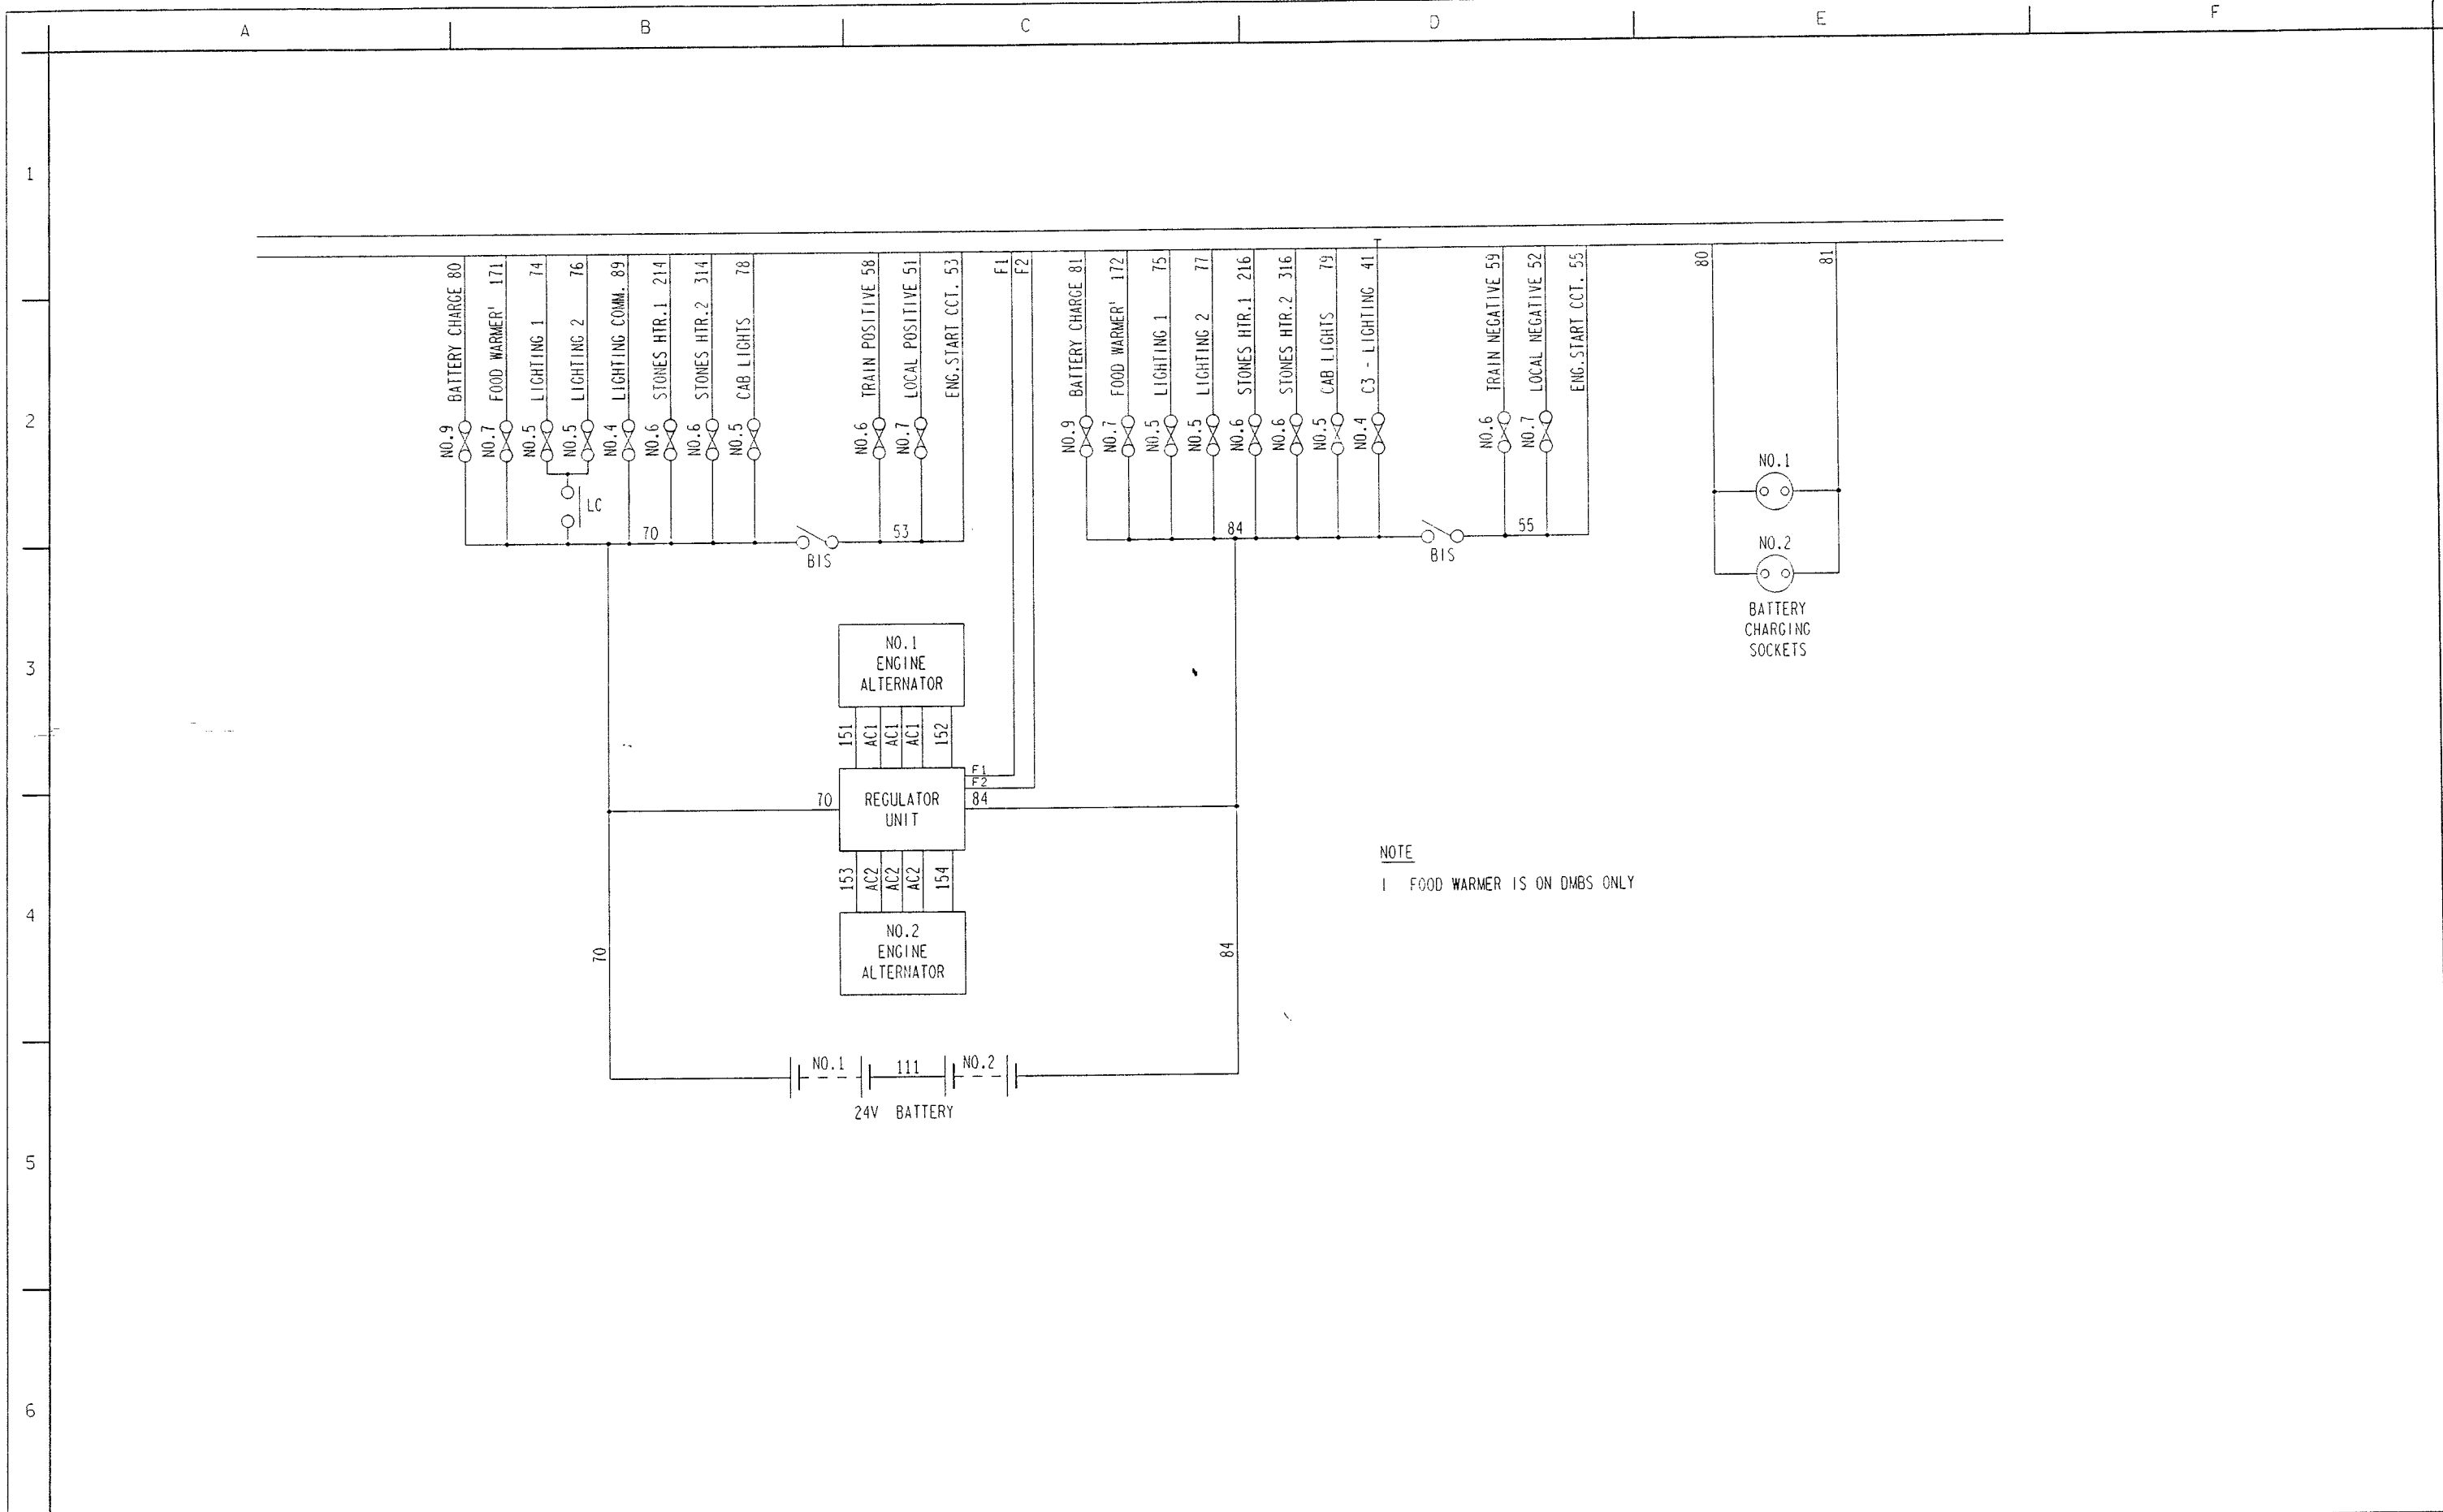 A B C D E F
1
2
3
4
5
6
BATTERY CHARGE 80
FOOD WARMER' 171
LIGHTING 1 74
LIGHTING 2 76
LIGHTING COMM. 89
STONES HTR.1 214
STONES HTR.2 314
CAB LIGHTS 78
TRAIN POSITIVE 58
LOCAL POSITIVE 51
ENG.START CCT. 53
F1
F2
BATTERY CHARGE 81
FOOD WARMER' 172
LIGHTING 1 75
LIGHTING 2 77
STONES HTR.1 216
STONES HTR.2 316
CAB LIGHTS 79
C3 - LIGHTING 41
TRAIN NEGATIVE 59
LOCAL NEGATIVE 52
ENG.START CCT. 55
80
81
NO.9
NO.7
NO.5
NO.5
NO.4
NO.6
NO.6
NO.5
NO.6
NO.7
NO.9
NO.7
NO.5
NO.5
NO.6
NO.6
NO.5
NO.4
NO.6
NO.7
LC
70
BIS
53
84
BIS
55
NO.1
NO.2
BATTERY
CHARGING
SOCKETS
NO.1
ENGINE
ALTERNATOR
151
AC1
AC1
AC1
152
F1
F2
70
REGULATOR
UNIT
84
153
AC2
AC2
AC2
154
NO.2
ENGINE
ALTERNATOR
70
84
NOTE
1 FOOD WARMER IS ON DMBS ONLY
NO.1
111
NO.2
24V BATTERY